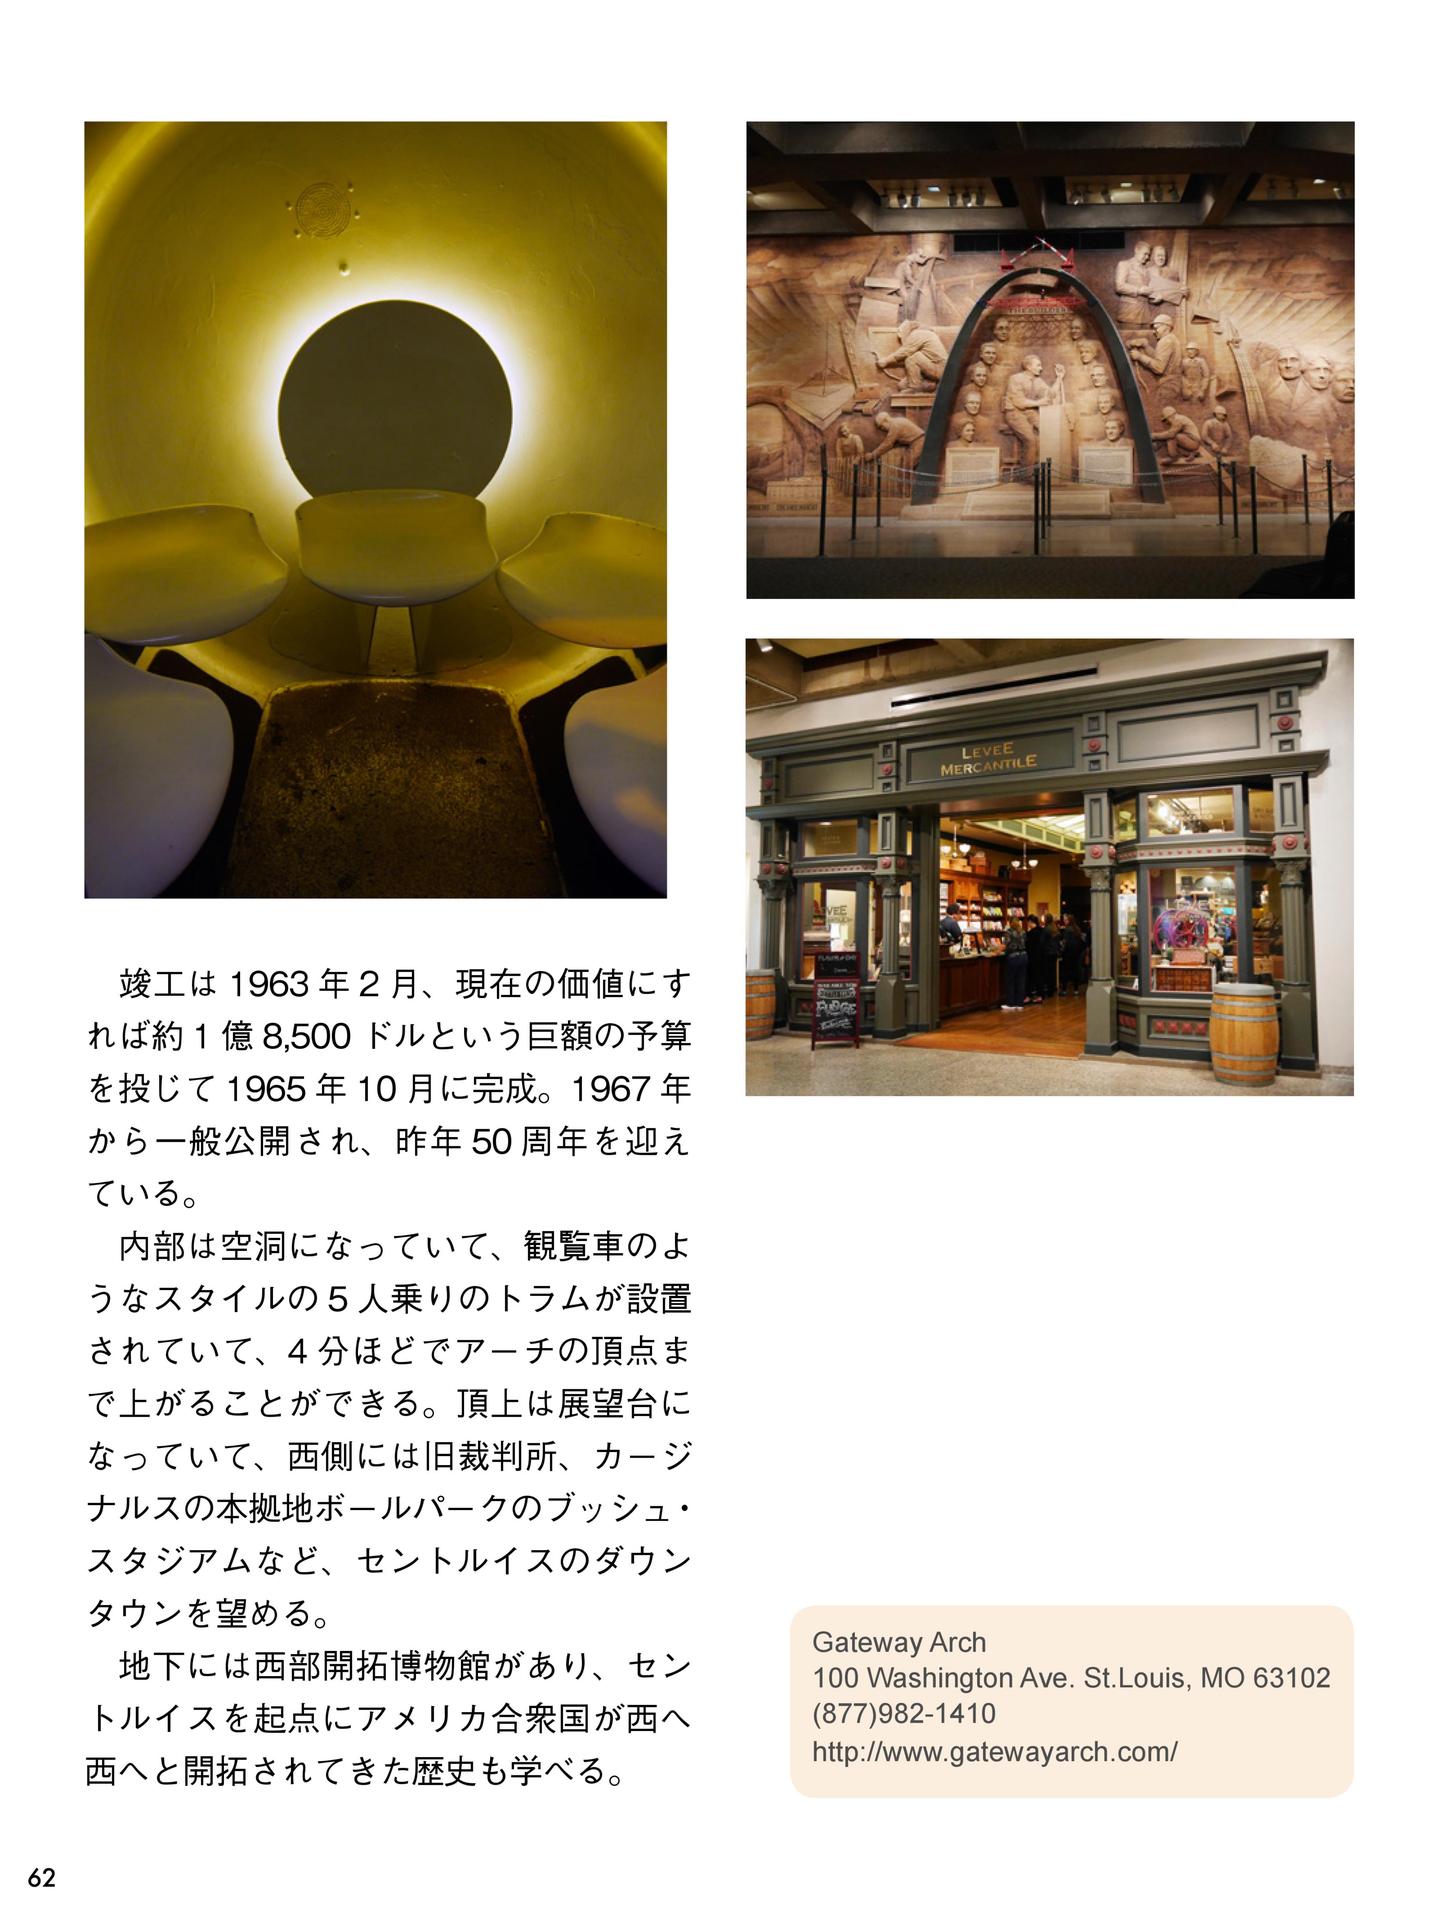 THE BUILDERS
LEVEE
MERCANTILE
LEVEE
FUDGE
竣工は 1963 年 2 月、現在の価値にす
れば約 1 億 8,500 ドルという巨額の予算
を投じて 1965 年 10 月に完成。1967 年
から一般公開され、昨年 50 周年を迎え
ている。
内部は空洞になっていて、観覧車のよ
うなスタイルの 5 人乗りのトラムが設置
されていて、4 分ほどでアーチの頂点ま
で上がることができる。頂上は展望台に
なっていて、西側には旧裁判所、カージ
ナルスの本拠地ボールパークのブッシュ・
スタジアムなど、セントルイスのダウン
タウンを望める。
地下には西部開拓博物館があり、セン
トルイスを起点にアメリカ合衆国が西へ
西へと開拓されてきた歴史も学べる。
Gateway Arch
100 Washington Ave. St.Louis, MO 63102
(877)982-1410
http://www.gatewayarch.com/
62